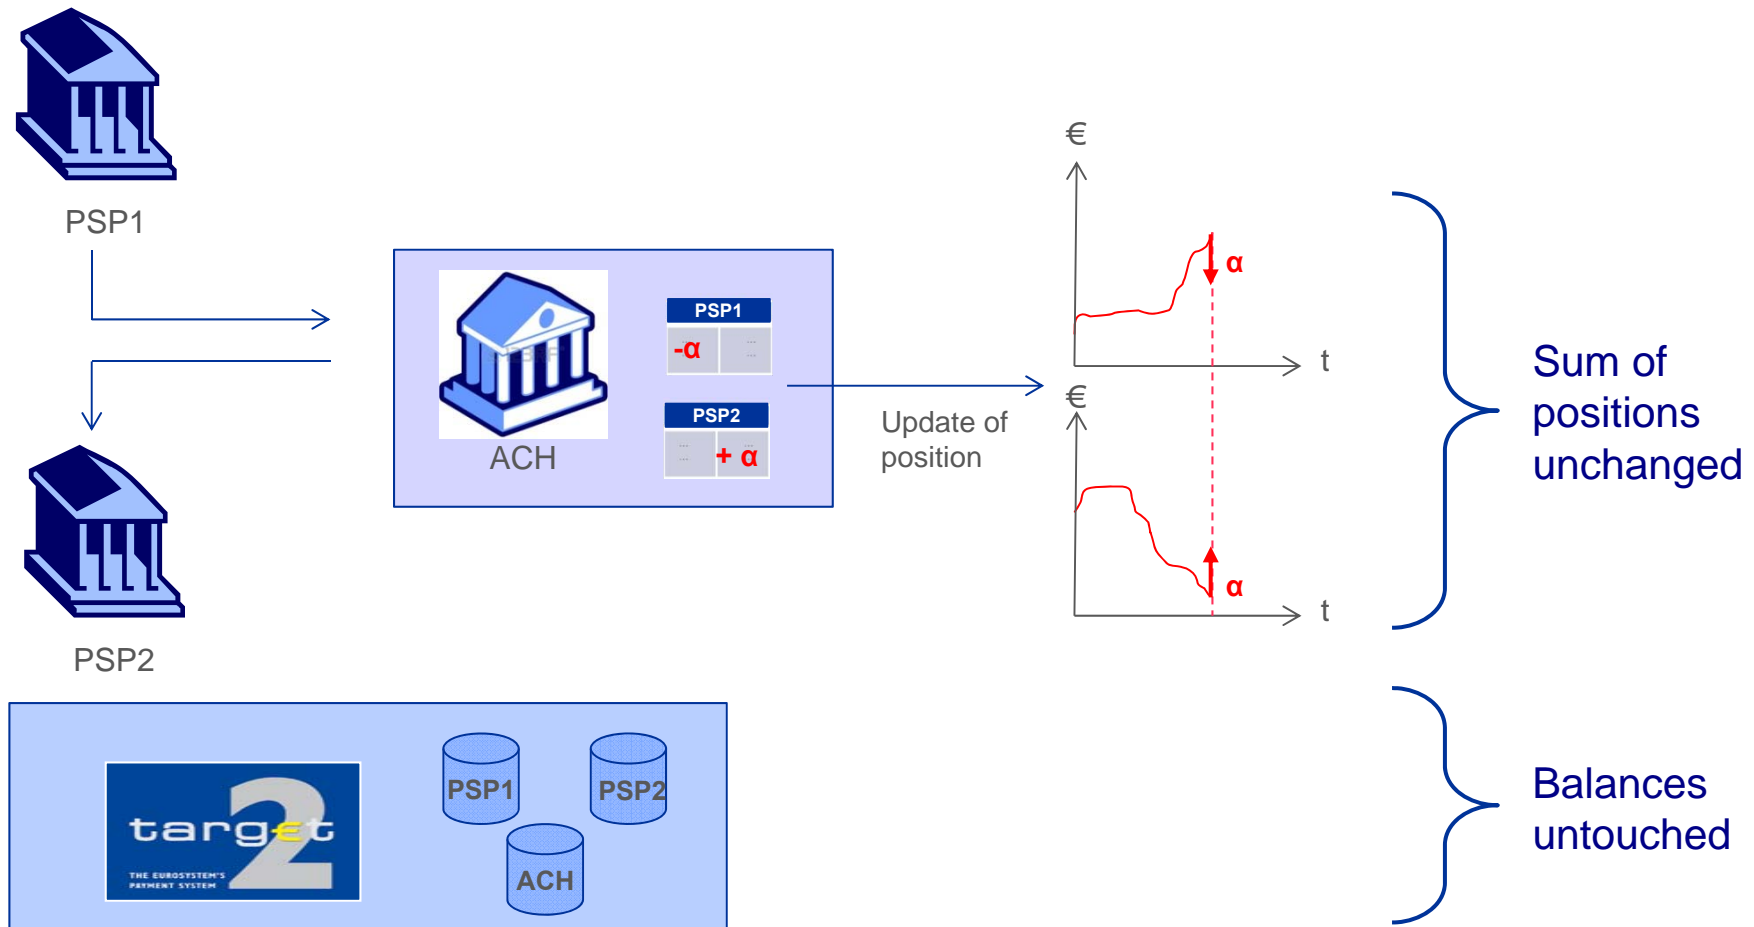 PSP1
PSP2
ACH
PSP1
-α
...
...
PSP2
...
...
...
+ α
Update of
position
€
α
t
€
α
t
Sum of
positions
unchanged
target
2
THE EUROSYSTEM'S
PAYMENT SYSTEM
PSP1
PSP2
ACH
Balances
untouched